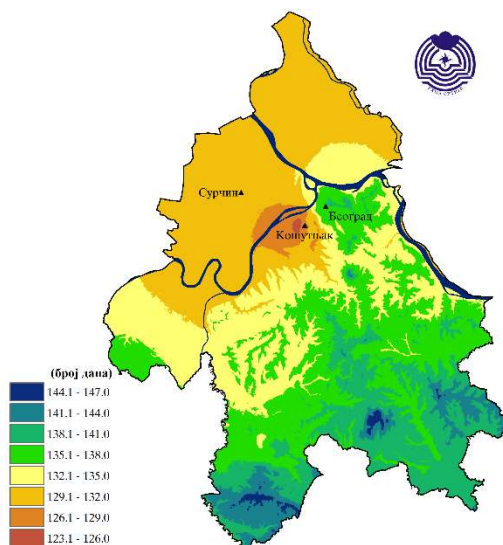 Сурчин
Београд
Кошутњак
(број дана)
144.1 - 147.0
141.1 - 144.0
138.1 - 141.0
135.1 - 138.0
132.1 - 135.0
129.1 - 132.0
126.1 - 129.0
123.1 - 126.0